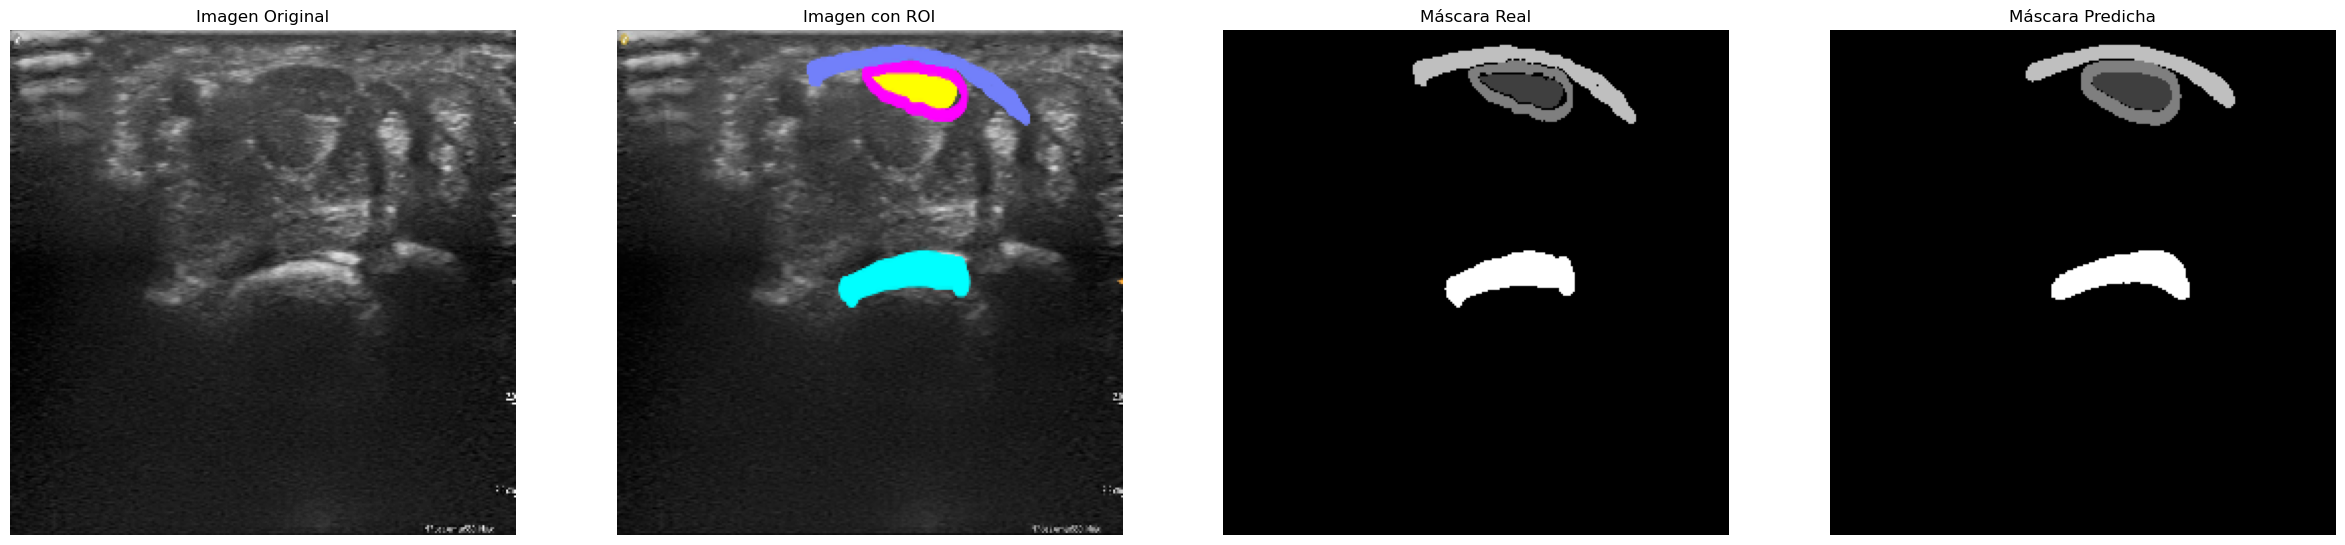 Imagen Original
Imagen con ROI
Máscara Real
Máscara Predicha